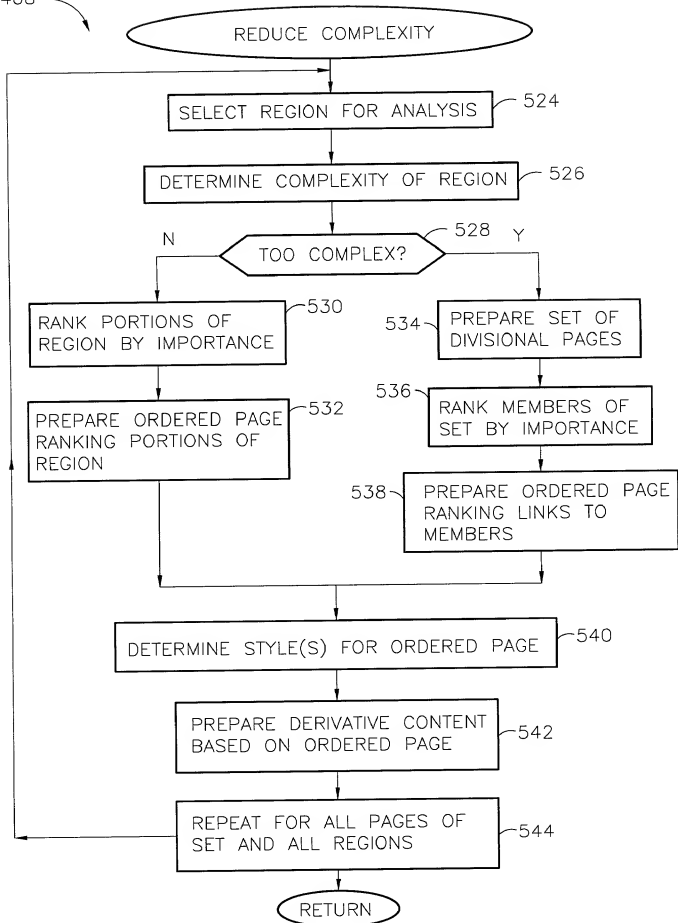 REDUCE COMPLEXITY
SELECT REGION FOR ANALYSIS
524
DETERMINE COMPLEXITY OF REGION
526
528
N
TOO COMPLEX?
Y
530
RANK PORTIONS OF
REGION BY IMPORTANCE
534
PREPARE SET OF
DIVISIONAL PAGES
532
PREPARE ORDERED PAGE
RANKING PORTIONS OF
REGION
536
RANK MEMBERS OF
SET BY IMPORTANCE
538
PREPARE ORDERED PAGE
RANKING LINKS TO
MEMBERS
DETERMINE STYLE(S) FOR ORDERED PAGE
540
PREPARE DERIVATIVE CONTENT
BASED ON ORDERED PAGE
542
REPEAT FOR ALL PAGES OF
SET AND ALL REGIONS
544
RETURN